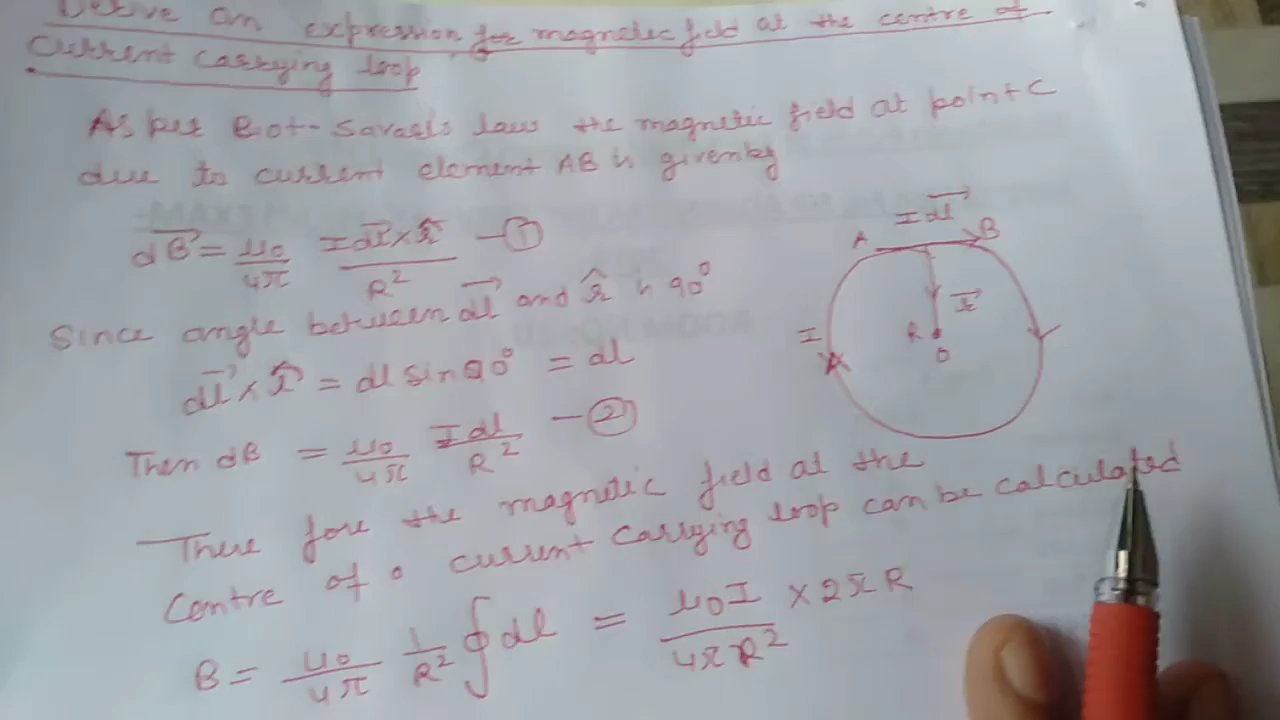 Derive an expression for magnetic field at the centre of
current carrying loop
As per Biot-Savart's law the magnetic field at point C
due to current element AB is given by
dB⃗ = μ0/4π I dl⃗ × r̂/R² —①
Since angle between dl⃗ and r̂ is 90°
dl⃗ × r̂ = dl sin 90° = dl
Then dB = μ0/4π I dl/R² —②
There fore the magnetic field at the
Centre of a current carrying loop can be calculated
B = μ0/4π 1/R² ∮ dl = μ0I/4πR² × 2πR
I dl⃗
A B
r⃗
I R
O